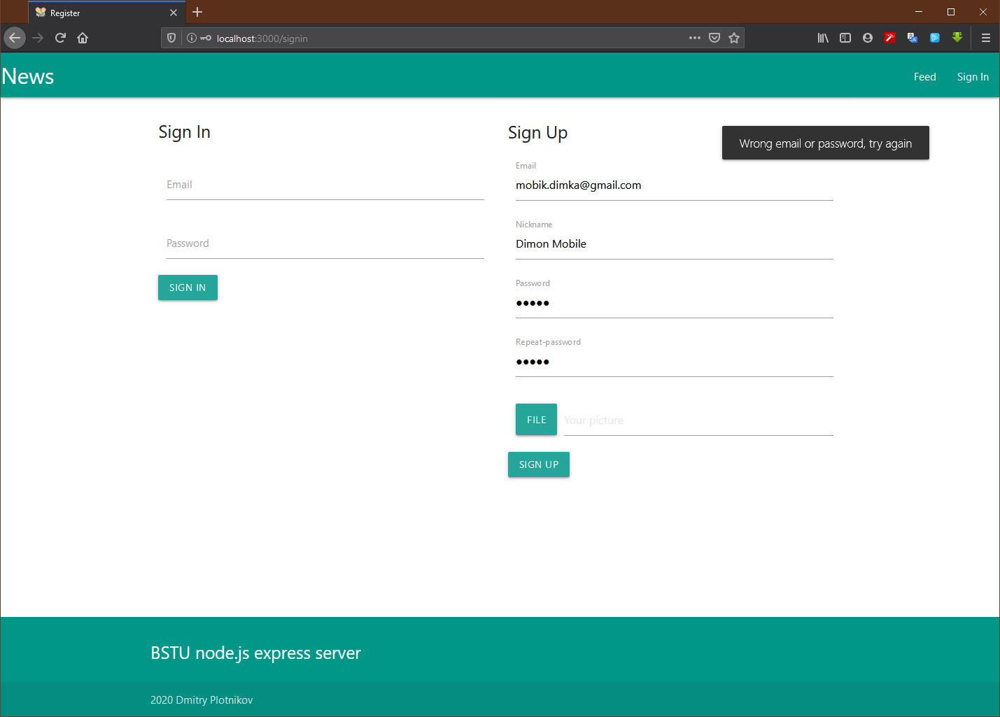 Register
localhost:3000/signin
News
Feed
Sign In
Sign In
Email
Password
SIGN IN
Sign Up
Wrong email or password, try again
Email
mobik.dimka@gmail.com
Nickname
Dimon Mobile
Password
•••••
Repeat-password
•••••
FILE
Your picture
SIGN UP
BSTU node.js express server
2020 Dmitry Plotnikov